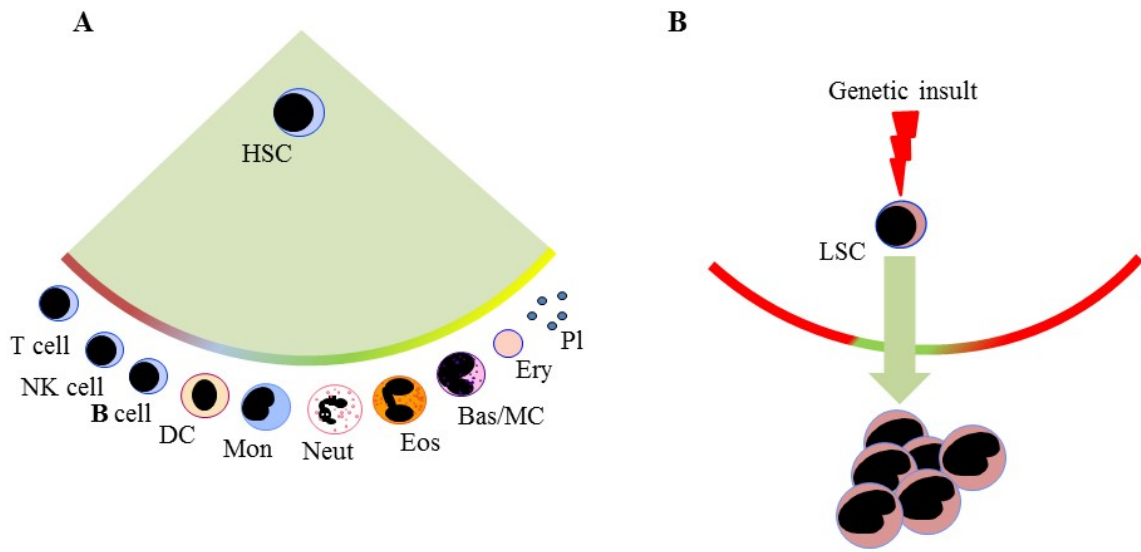 A
HSC
T cell
NK cell
B cell
DC
Mon
Neut
Eos
Bas/MC
Ery
Pl
B
Genetic insult
LSC